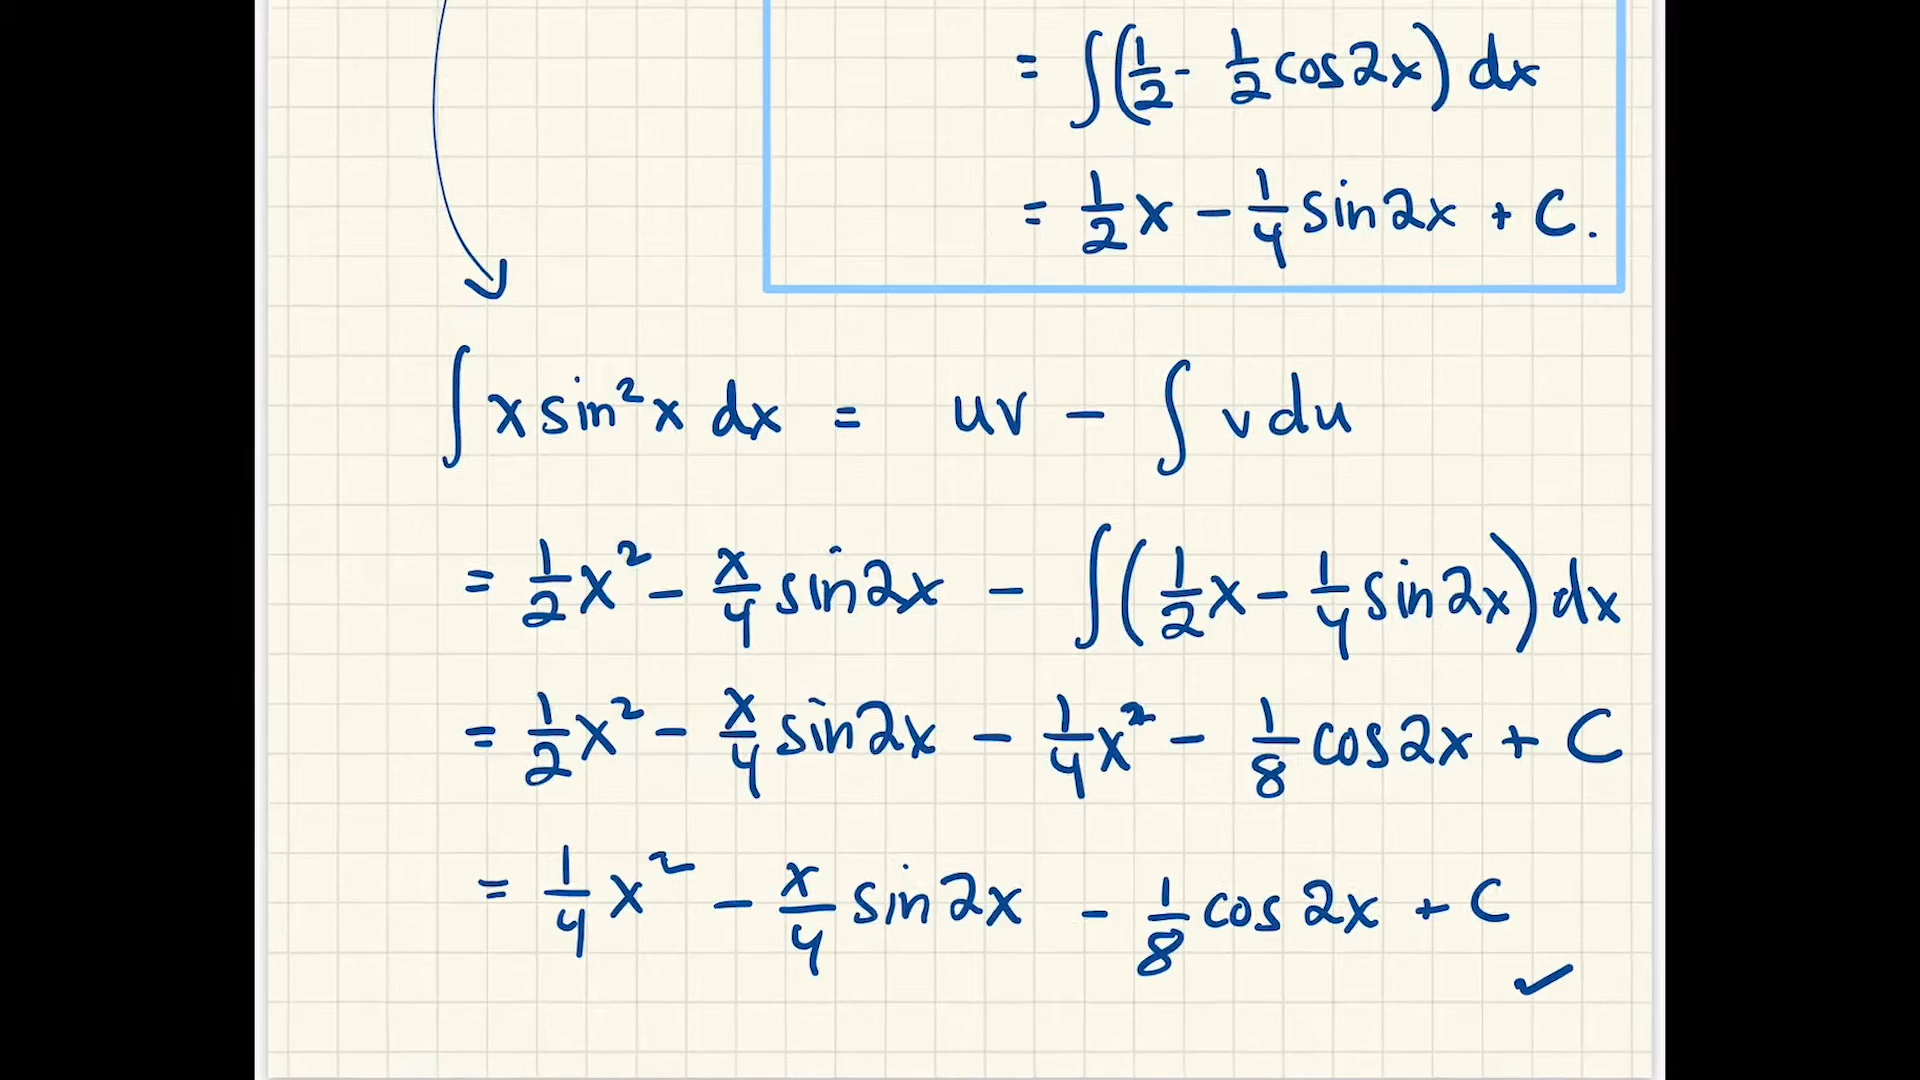 = ∫(1/2 - 1/2 cos2x) dx
= 1/2 x - 1/4 sin2x + C.
∫ x sin²x dx = uv - ∫ v du
= 1/2 x² - x/4 sin2x - ∫(1/2 x - 1/4 sin2x) dx
= 1/2 x² - x/4 sin2x - 1/4 x² - 1/8 cos2x + C
= 1/4 x² - x/4 sin2x - 1/8 cos2x + C
✓